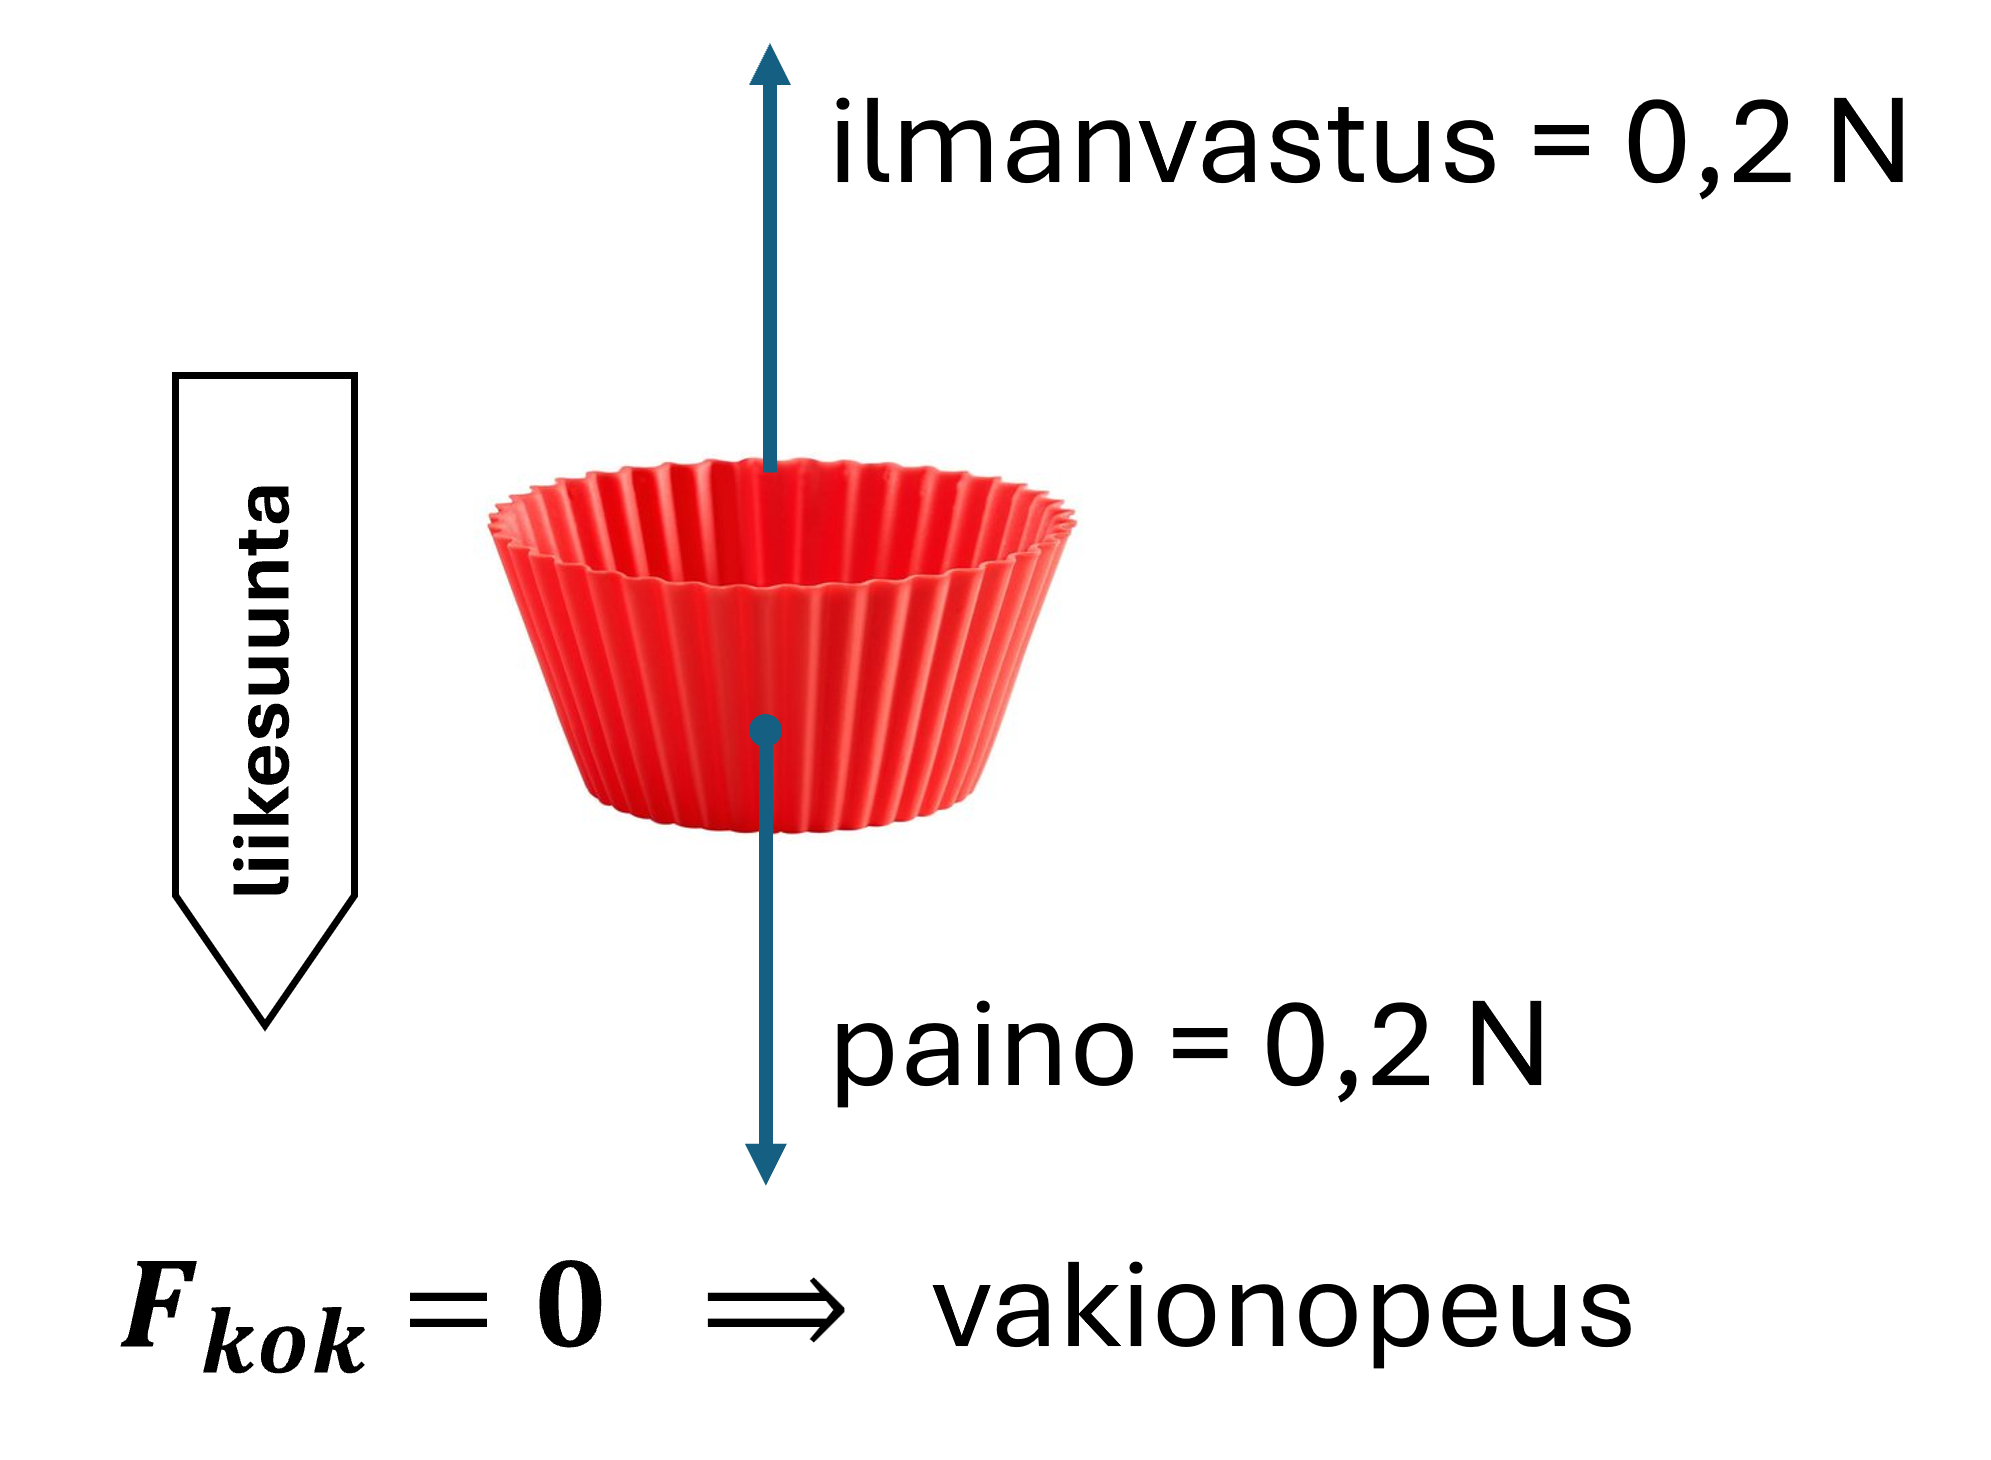 ilmanvastus = 0,2 N
liikesuunta
paino = 0,2 N
F_kok = 0 ⟹ vakionopeus